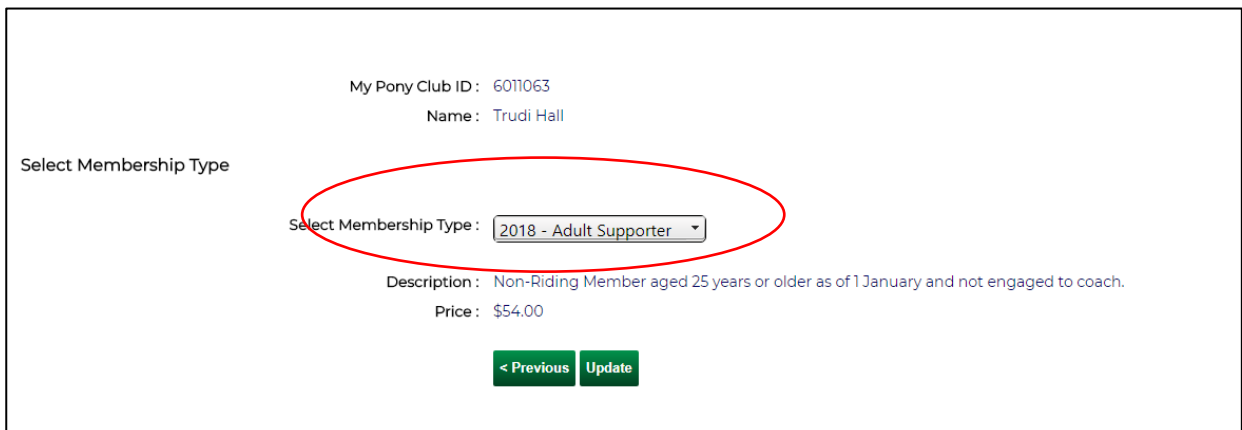 My Pony Club ID : 6011063
Name : Trudi Hall
Select Membership Type
Select Membership Type : 2018 - Adult Supporter
Description : Non-Riding Member aged 25 years or older as of 1 January and not engaged to coach.
Price : $54.00
< Previous Update